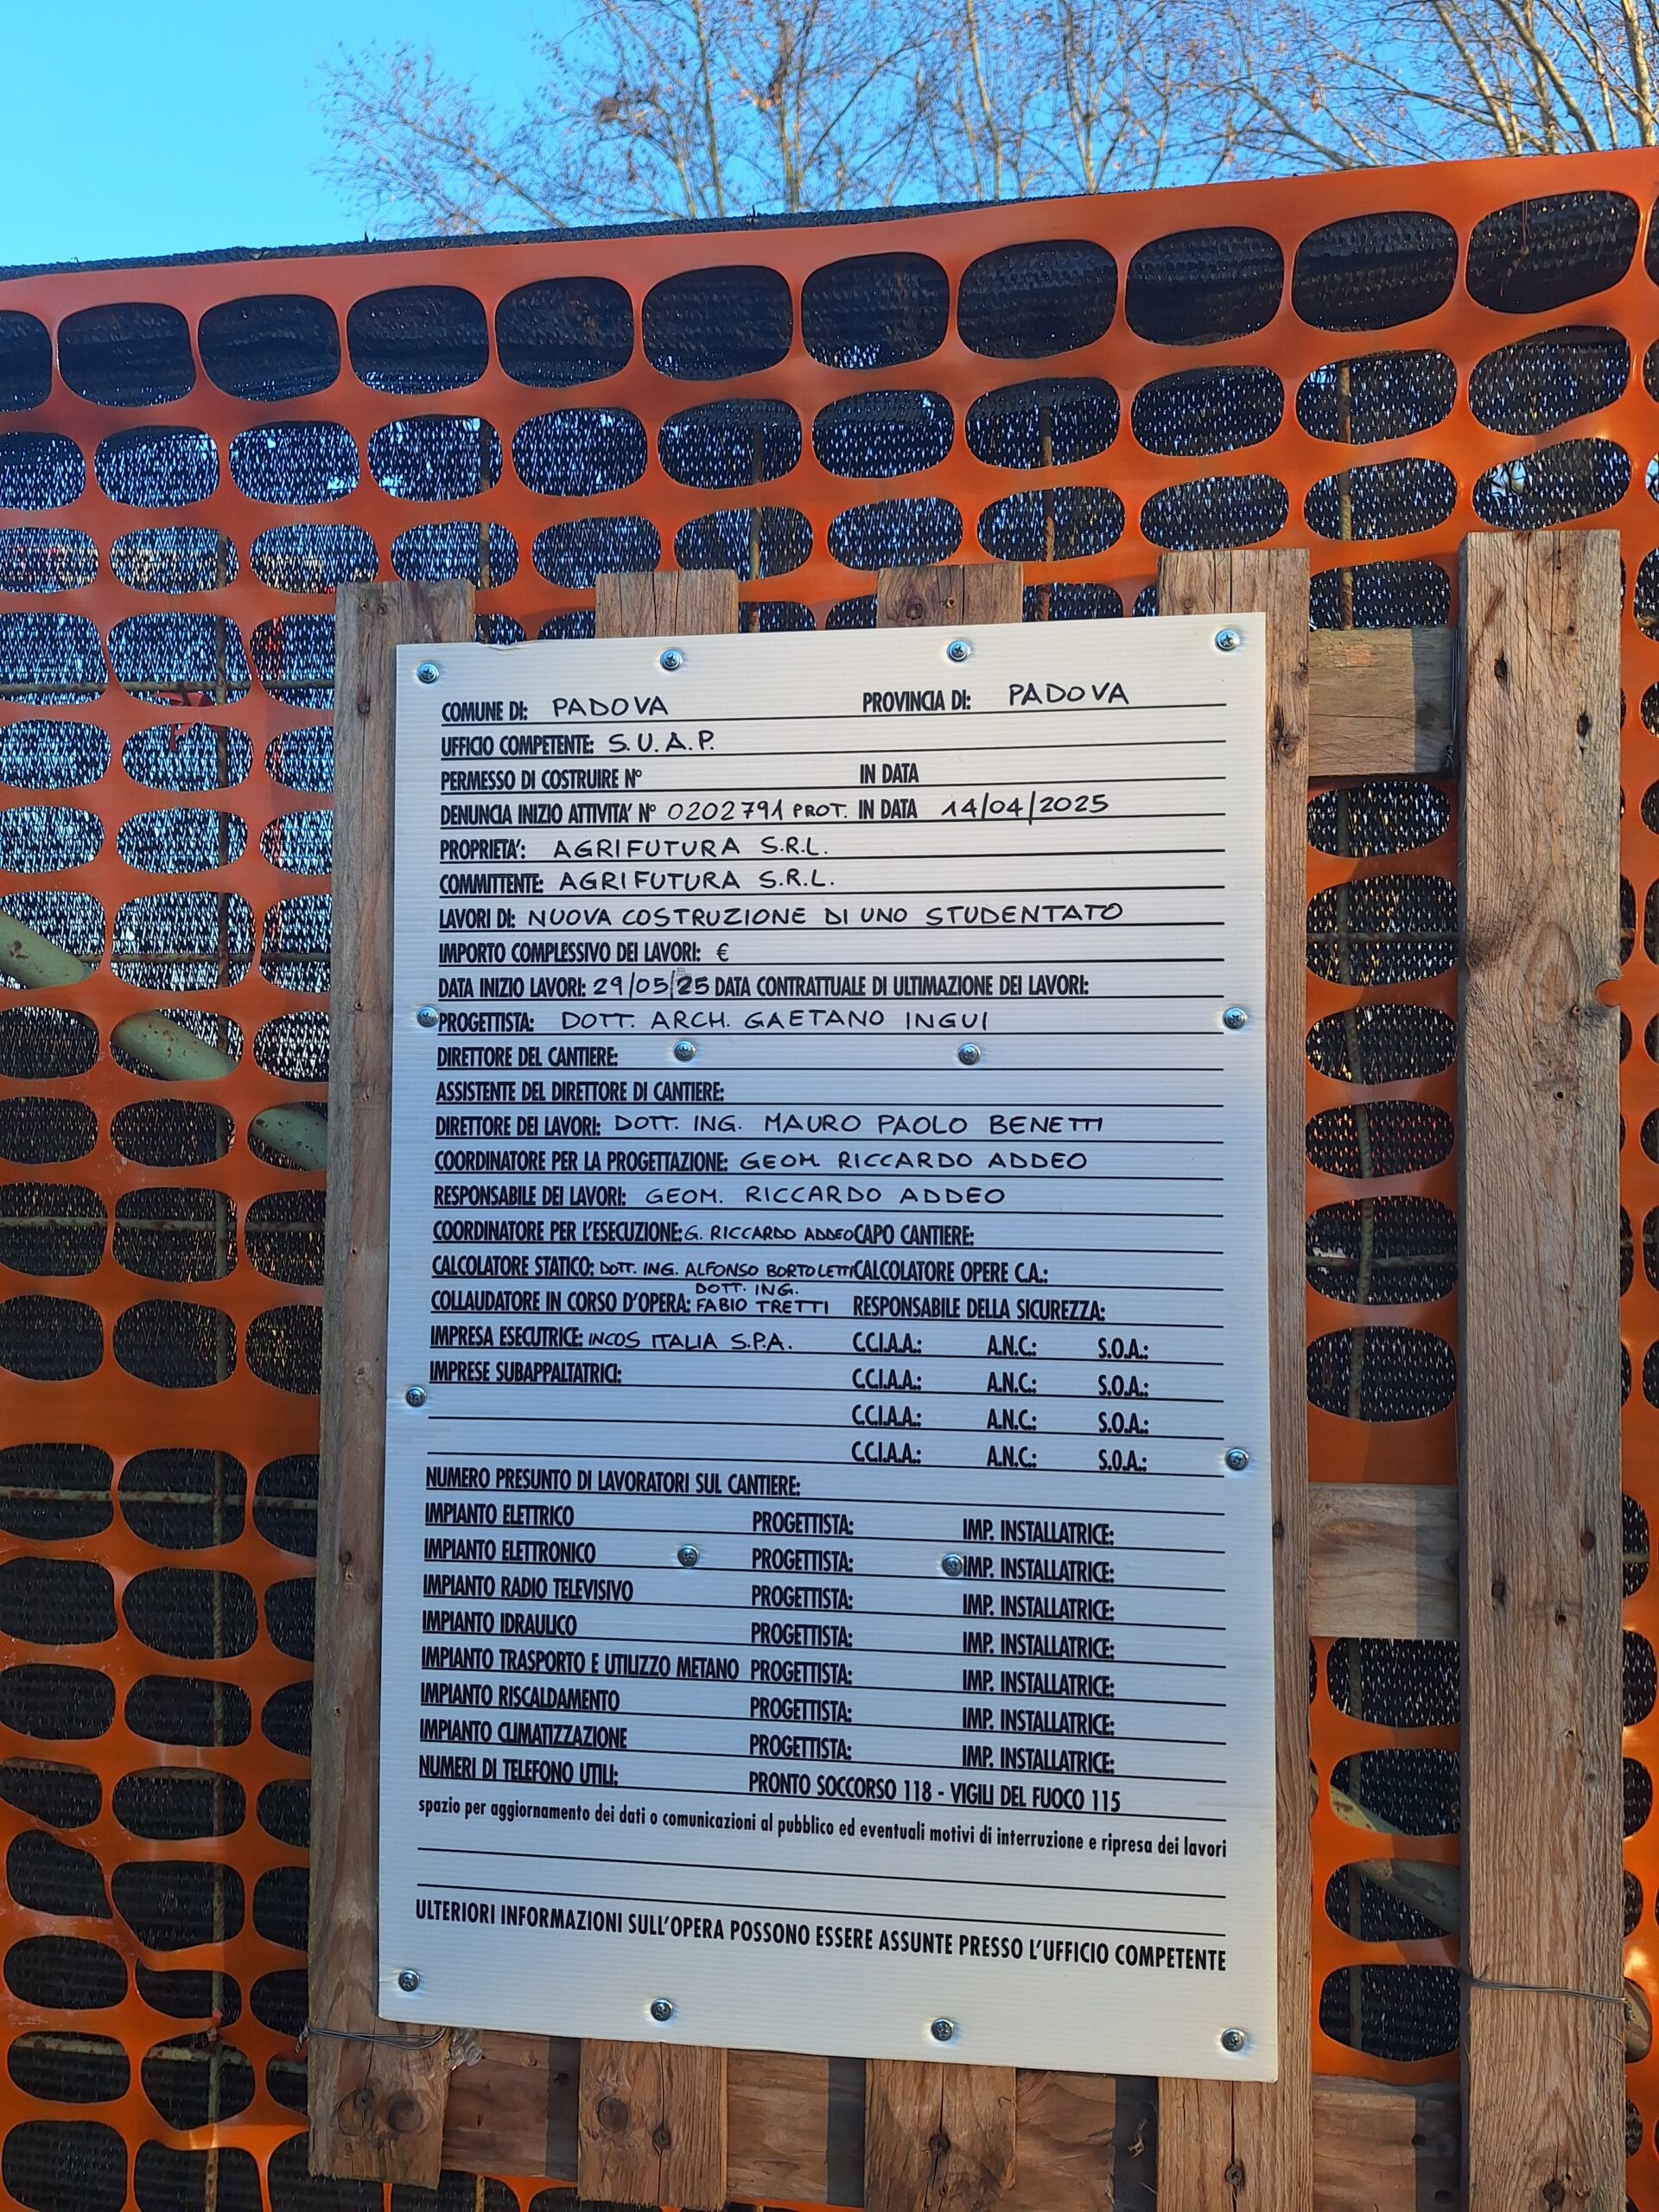 COMUNE DI: PADOVA PROVINCIA DI: PADOVA
UFFICIO COMPETENTE: S.U.A.P.
PERMESSO DI COSTRUIRE N° IN DATA
DENUNCIA INIZIO ATTIVITA' N° 0202791 PROT. IN DATA 14/04/2025
PROPRIETA': AGRIFUTURA S.R.L.
COMMITTENTE: AGRIFUTURA S.R.L.
LAVORI DI: NUOVA COSTRUZIONE DI UNO STUDENTATO
IMPORTO COMPLESSIVO DEI LAVORI: €
DATA INIZIO LAVORI: 29/05/25 DATA CONTRATTUALE DI ULTIMAZIONE DEI LAVORI:
PROGETTISTA: DOTT. ARCH. GAETANO INGUI
DIRETTORE DEL CANTIERE:
ASSISTENTE DEL DIRETTORE DI CANTIERE:
DIRETTORE DEI LAVORI: DOTT. ING. MAURO PAOLO BENETTI
COORDINATORE PER LA PROGETTAZIONE: GEOM. RICCARDO ADDEO
RESPONSABILE DEI LAVORI: GEOM. RICCARDO ADDEO
COORDINATORE PER L'ESECUZIONE: G. RICCARDO ADDEO CAPO CANTIERE:
CALCOLATORE STATICO: DOTT. ING. ALFONSO BORTOLETTI CALCOLATORE OPERE C.A.:
DOTT. ING.
COLLAUDATORE IN CORSO D'OPERA: FABIO TRETTI RESPONSABILE DELLA SICUREZZA:
IMPRESA ESECUTRICE: INCOS ITALIA S.P.A. C.C.I.A.A.: A.N.C.: S.O.A.:
IMPRESE SUBAPPALTATRICI: C.C.I.A.A.: A.N.C.: S.O.A.:
C.C.I.A.A.: A.N.C.: S.O.A.:
C.C.I.A.A.: A.N.C.: S.O.A.:
NUMERO PRESUNTO DI LAVORATORI SUL CANTIERE:
IMPIANTO ELETTRICO PROGETTISTA: IMP. INSTALLATRICE:
IMPIANTO ELETTRONICO PROGETTISTA: IMP. INSTALLATRICE:
IMPIANTO RADIO TELEVISIVO PROGETTISTA: IMP. INSTALLATRICE:
IMPIANTO IDRAULICO PROGETTISTA: IMP. INSTALLATRICE:
IMPIANTO TRASPORTO E UTILIZZO METANO PROGETTISTA: IMP. INSTALLATRICE:
IMPIANTO RISCALDAMENTO PROGETTISTA: IMP. INSTALLATRICE:
IMPIANTO CLIMATIZZAZIONE PROGETTISTA: IMP. INSTALLATRICE:
NUMERI DI TELEFONO UTILI: PRONTO SOCCORSO 118 - VIGILI DEL FUOCO 115
spazio per aggiornamento dei dati o comunicazioni al pubblico ed eventuali motivi di interruzione e ripresa dei lavori
ULTERIORI INFORMAZIONI SULL'OPERA POSSONO ESSERE ASSUNTE PRESSO L'UFFICIO COMPETENTE